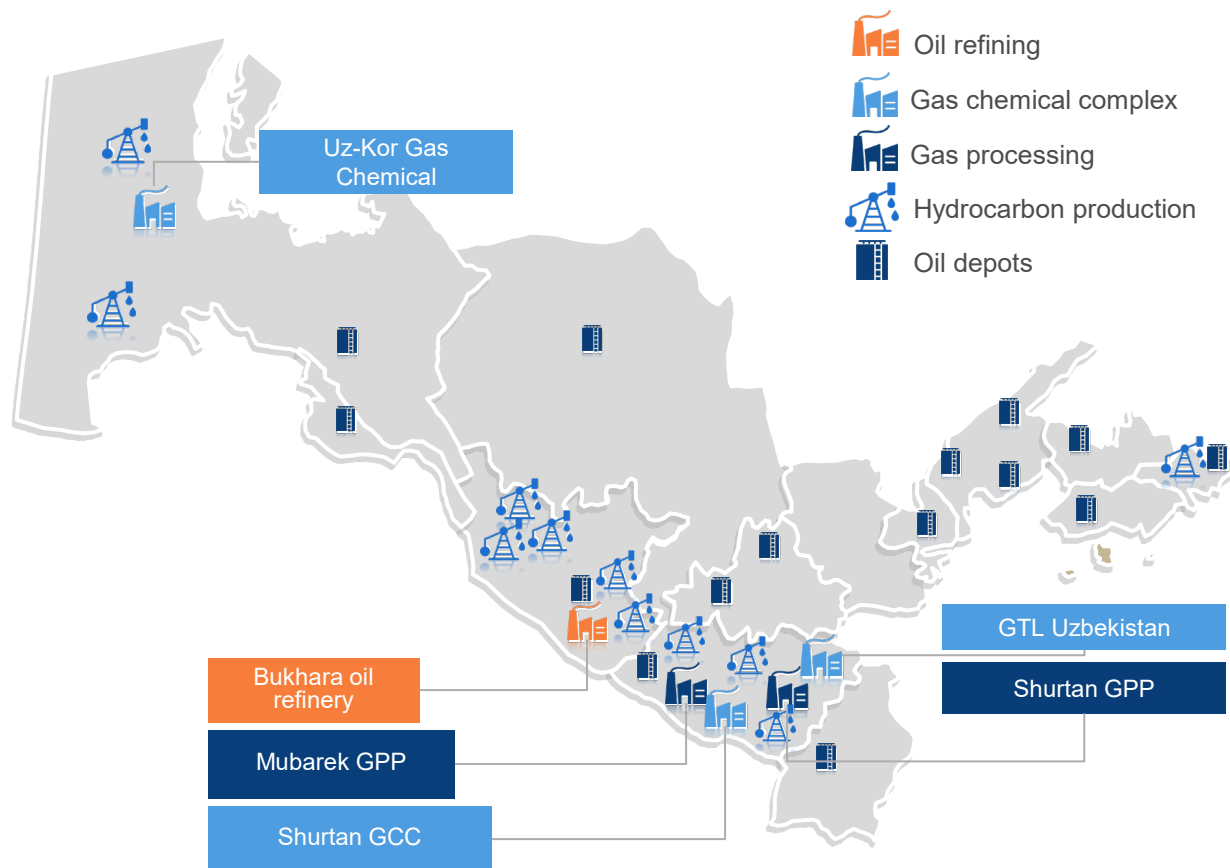 Oil refining
Gas chemical complex
Gas processing
Hydrocarbon production
Oil depots
Uz-Kor Gas
Chemical
GTL Uzbekistan
Shurtan GPP
Bukhara oil
refinery
Mubarek GPP
Shurtan GCC